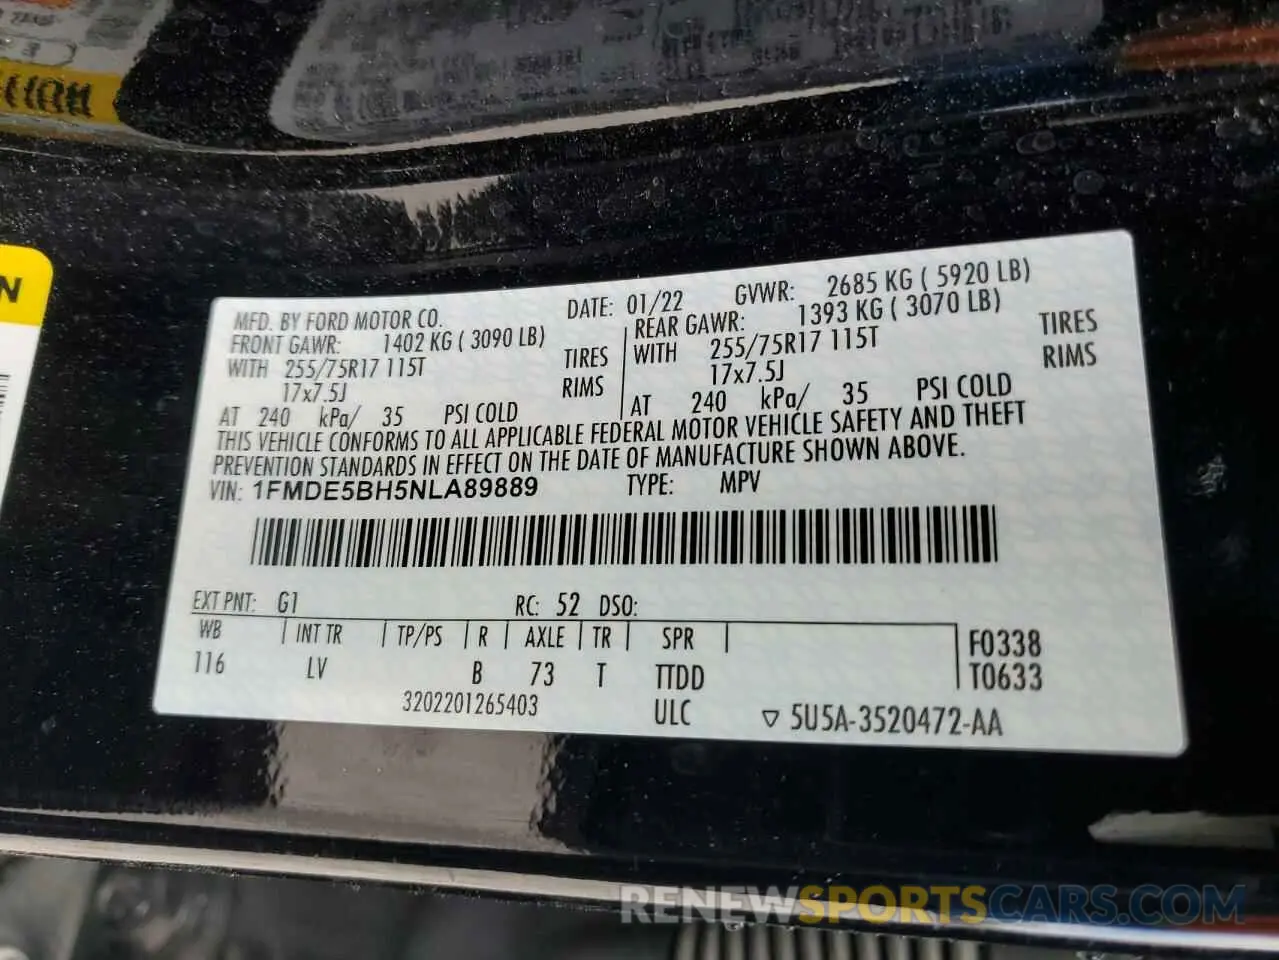 MFD. BY FORD MOTOR CO. DATE: 01/22 GVWR: 2685 KG ( 5920 LB)
FRONT GAWR: 1402 KG ( 3090 LB) REAR GAWR: 1393 KG ( 3070 LB)
WITH 255/75R17 115T TIRES WITH 255/75R17 115T TIRES
17x7.5J RIMS 17x7.5J RIMS
AT 240 kPa/ 35 PSI COLD AT 240 kPa/ 35 PSI COLD
THIS VEHICLE CONFORMS TO ALL APPLICABLE FEDERAL MOTOR VEHICLE SAFETY AND THEFT
PREVENTION STANDARDS IN EFFECT ON THE DATE OF MANUFACTURE SHOWN ABOVE.
VIN: 1FMDE5BH5NLA89889 TYPE: MPV
EXT PNT: G1 RC: 52 DSO:
WB INT TR TP/PS R AXLE TR SPR F0338
116 LV B 73 T TTDD T0633
3202201265403 ULC ▽ 5U5A-3520472-AA
N
RENEWSPORTSCARS.COM